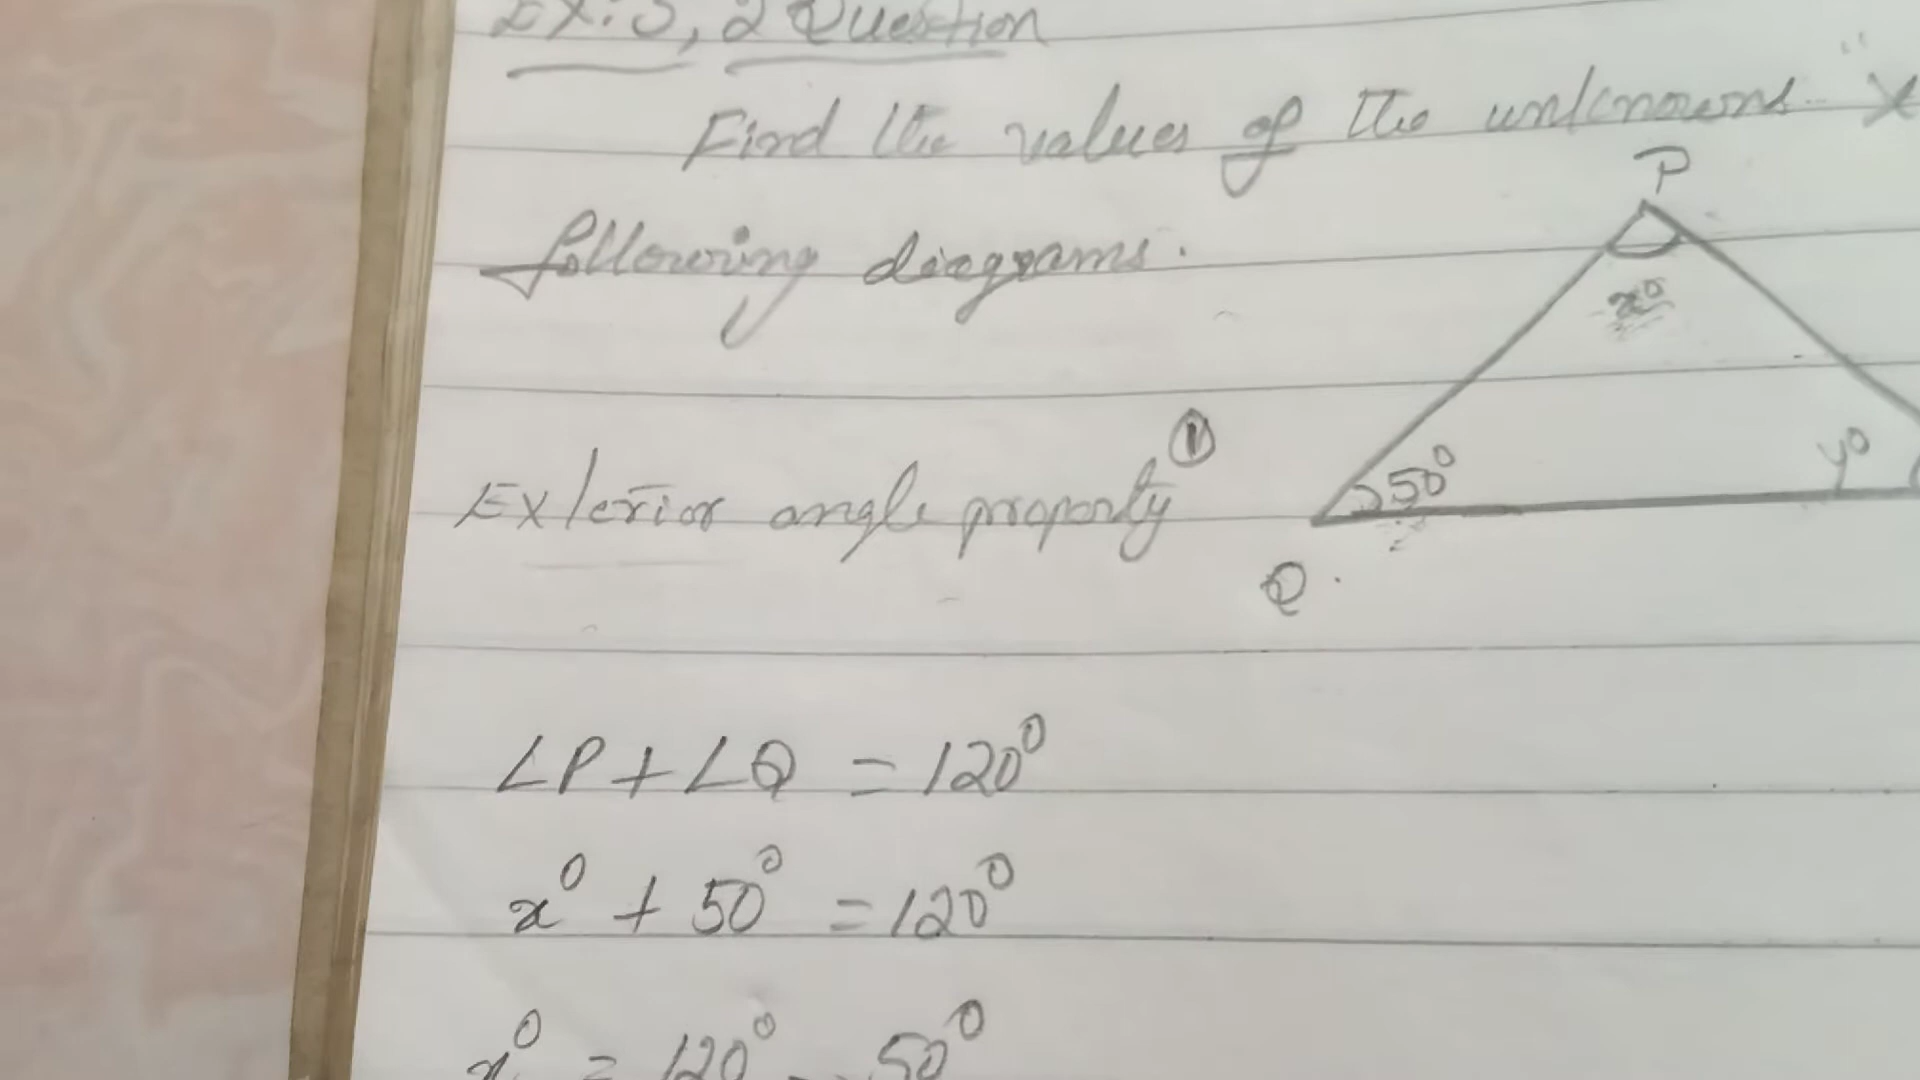 Ex: 3, 2 Question
Find the values of the unknowns "x
following diagrams.
P
x°
50°
y°
Q
Exterior angle property ①
∠P + ∠Q = 120°
x° + 50° = 120°
x° = 120° - 50°